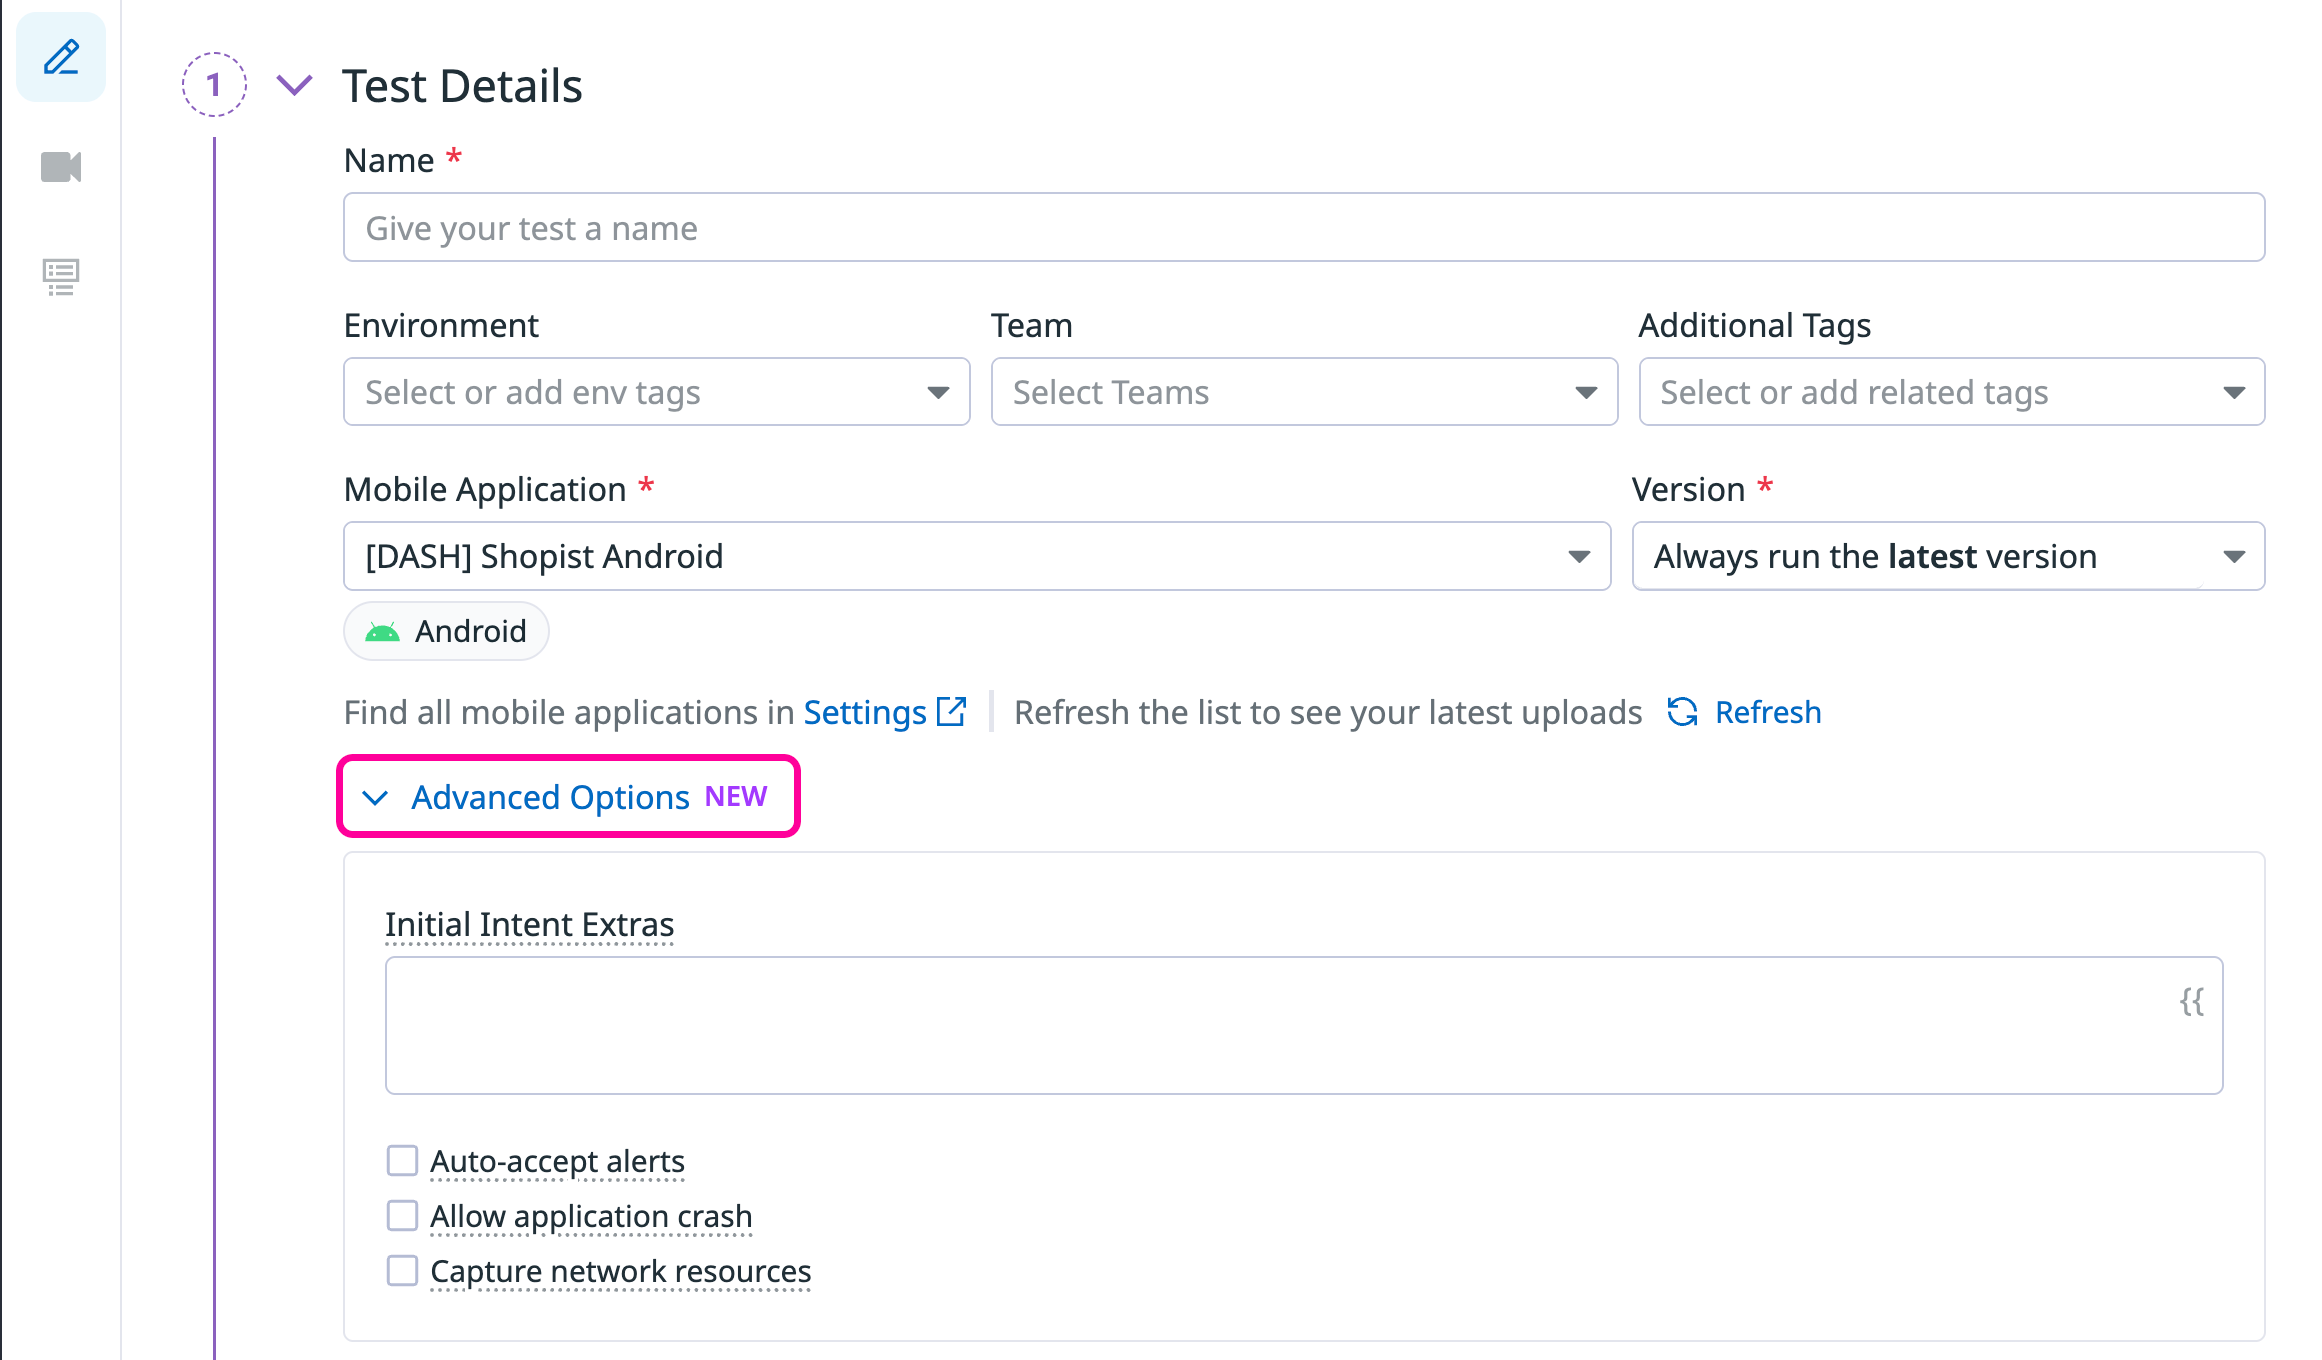 1 Test Details
Name *
Give your test a name
Environment Team Additional Tags
Select or add env tags Select Teams Select or add related tags
Mobile Application * Version *
[DASH] Shopist Android Always run the latest version
Android
Find all mobile applications in Settings Refresh the list to see your latest uploads Refresh
Advanced Options NEW
Initial Intent Extras
{{
Auto-accept alerts
Allow application crash
Capture network resources